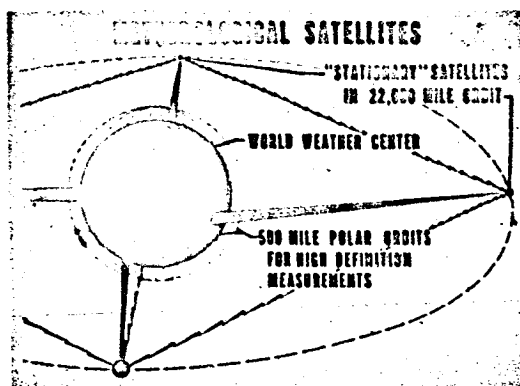 METEOROLOGICAL SATELLITES
"STATIONARY" SATELLITES
IN 22,000 MILE ORBIT
WORLD WEATHER CENTER
500 MILE POLAR ORBITS
FOR HIGH DEFINITION
MEASUREMENTS